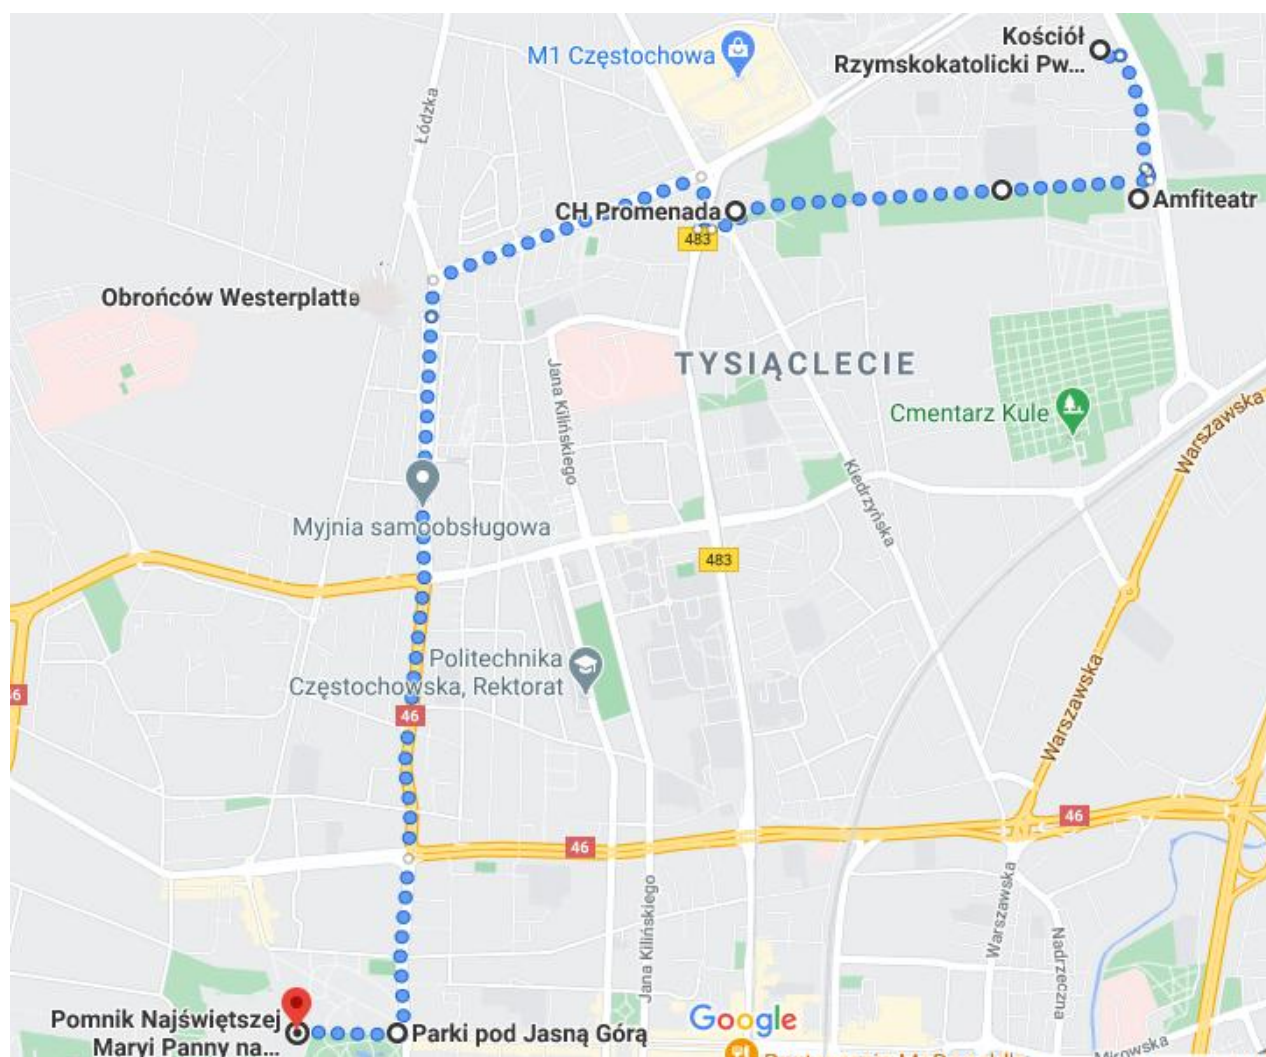 Kościół
Rzymskokatolicki Pw...
M1 Częstochowa
Łódzka
CH Promenada
Amfiteatr
483
Obrońców Westerplatte
TYSIĄCLECIE
Jana Kilińskiego
Cmentarz Kule
Warszawska
Kiedrzyńska
Myjnia samoobsługowa
483
Politechnika
Częstochowska, Rektorat
Warszawska
46
46
46
Warszawska
Jana Kilińskiego
Nadrzeczna
Pomnik Najświętszej
Maryi Panny na...
Parki pod Jasną Górą
Google